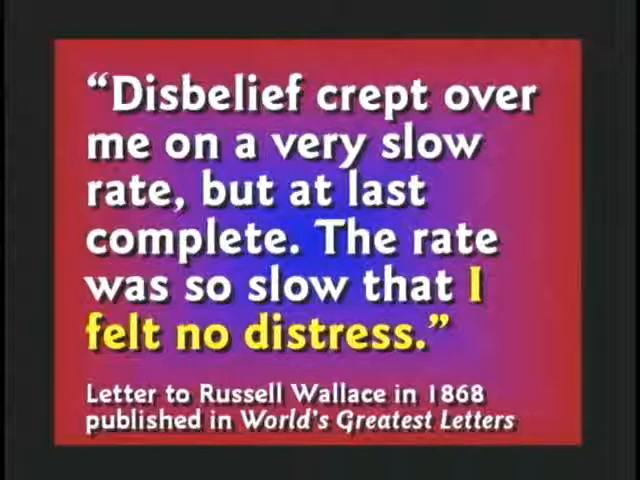 “Disbelief crept over
me on a very slow
rate, but at last
complete. The rate
was so slow that I
felt no distress.”
Letter to Russell Wallace in 1868
published in World's Greatest Letters